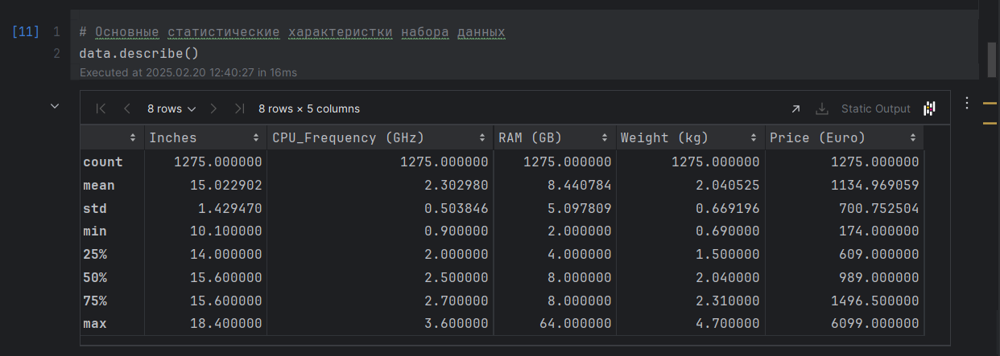 [11] 1 # Основные статистические характеристки набора данных
2 data.describe()
Executed at 2025.02.20 12:40:27 in 16ms
8 rows 8 rows × 5 columns Static Output
Inches CPU_Frequency (GHz) RAM (GB) Weight (kg) Price (Euro)
count 1275.000000 1275.000000 1275.000000 1275.000000 1275.000000
mean 15.022902 2.302980 8.440784 2.040525 1134.969059
std 1.429470 0.503846 5.097809 0.669196 700.752504
min 10.100000 0.900000 2.000000 0.690000 174.000000
25% 14.000000 2.000000 4.000000 1.500000 609.000000
50% 15.600000 2.500000 8.000000 2.040000 989.000000
75% 15.600000 2.700000 8.000000 2.310000 1496.500000
max 18.400000 3.600000 64.000000 4.700000 6099.000000